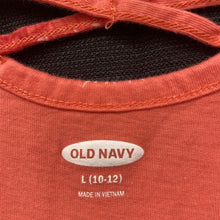 OLD NAVY
L (10-12)
MADE IN VIETNAM